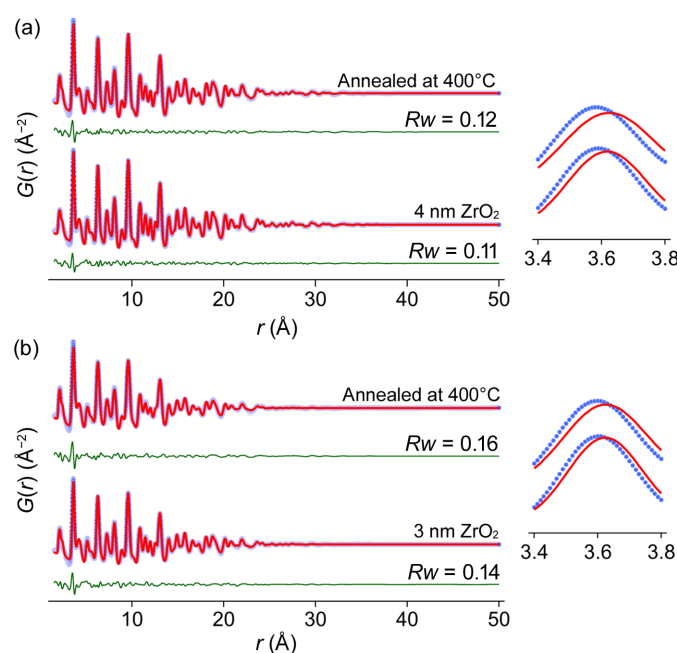 (a)
G(r) (Å⁻²)
Annealed at 400°C
Rw = 0.12
4 nm ZrO₂
Rw = 0.11
10 20 30 40 50
r (Å)
3.4 3.6 3.8
(b)
G(r) (Å⁻²)
Annealed at 400°C
Rw = 0.16
3 nm ZrO₂
Rw = 0.14
10 20 30 40 50
r (Å)
3.4 3.6 3.8